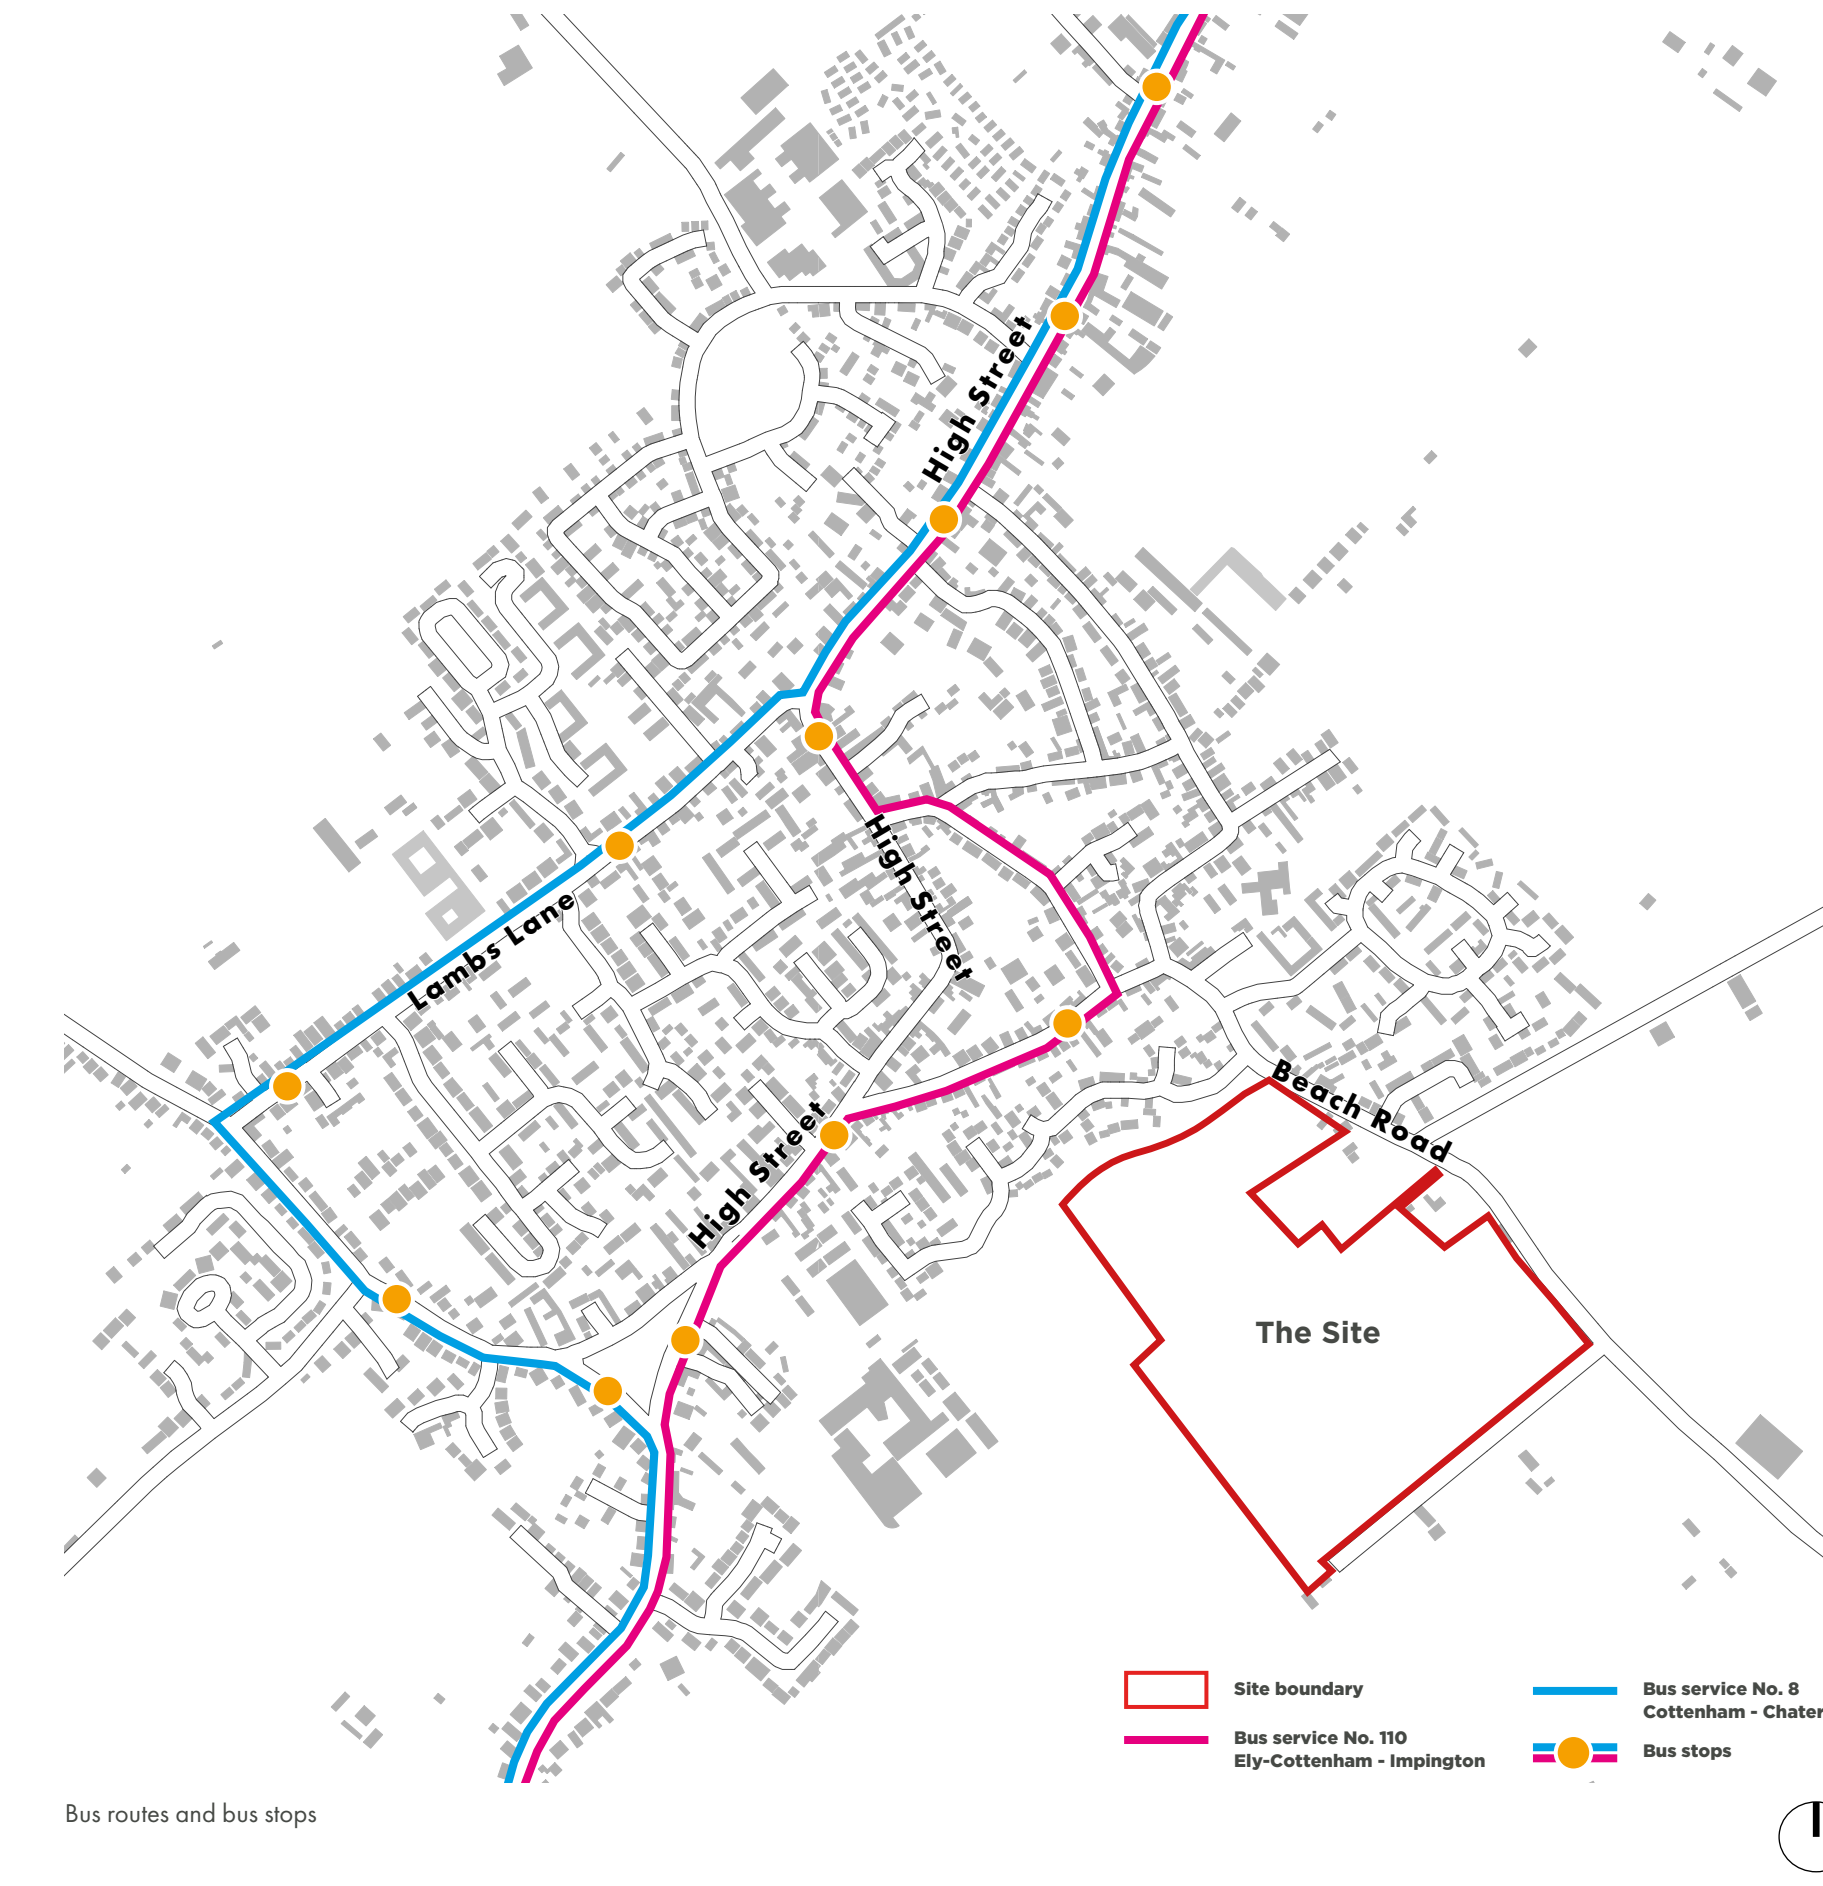 High Street
High Street
Lambs Lane
Beach Road
High Street
The Site
Site boundary
Bus service No. 110
Ely-Cottenham - Impington
Bus service No. 8
Cottenham - Chater
Bus stops
Bus routes and bus stops